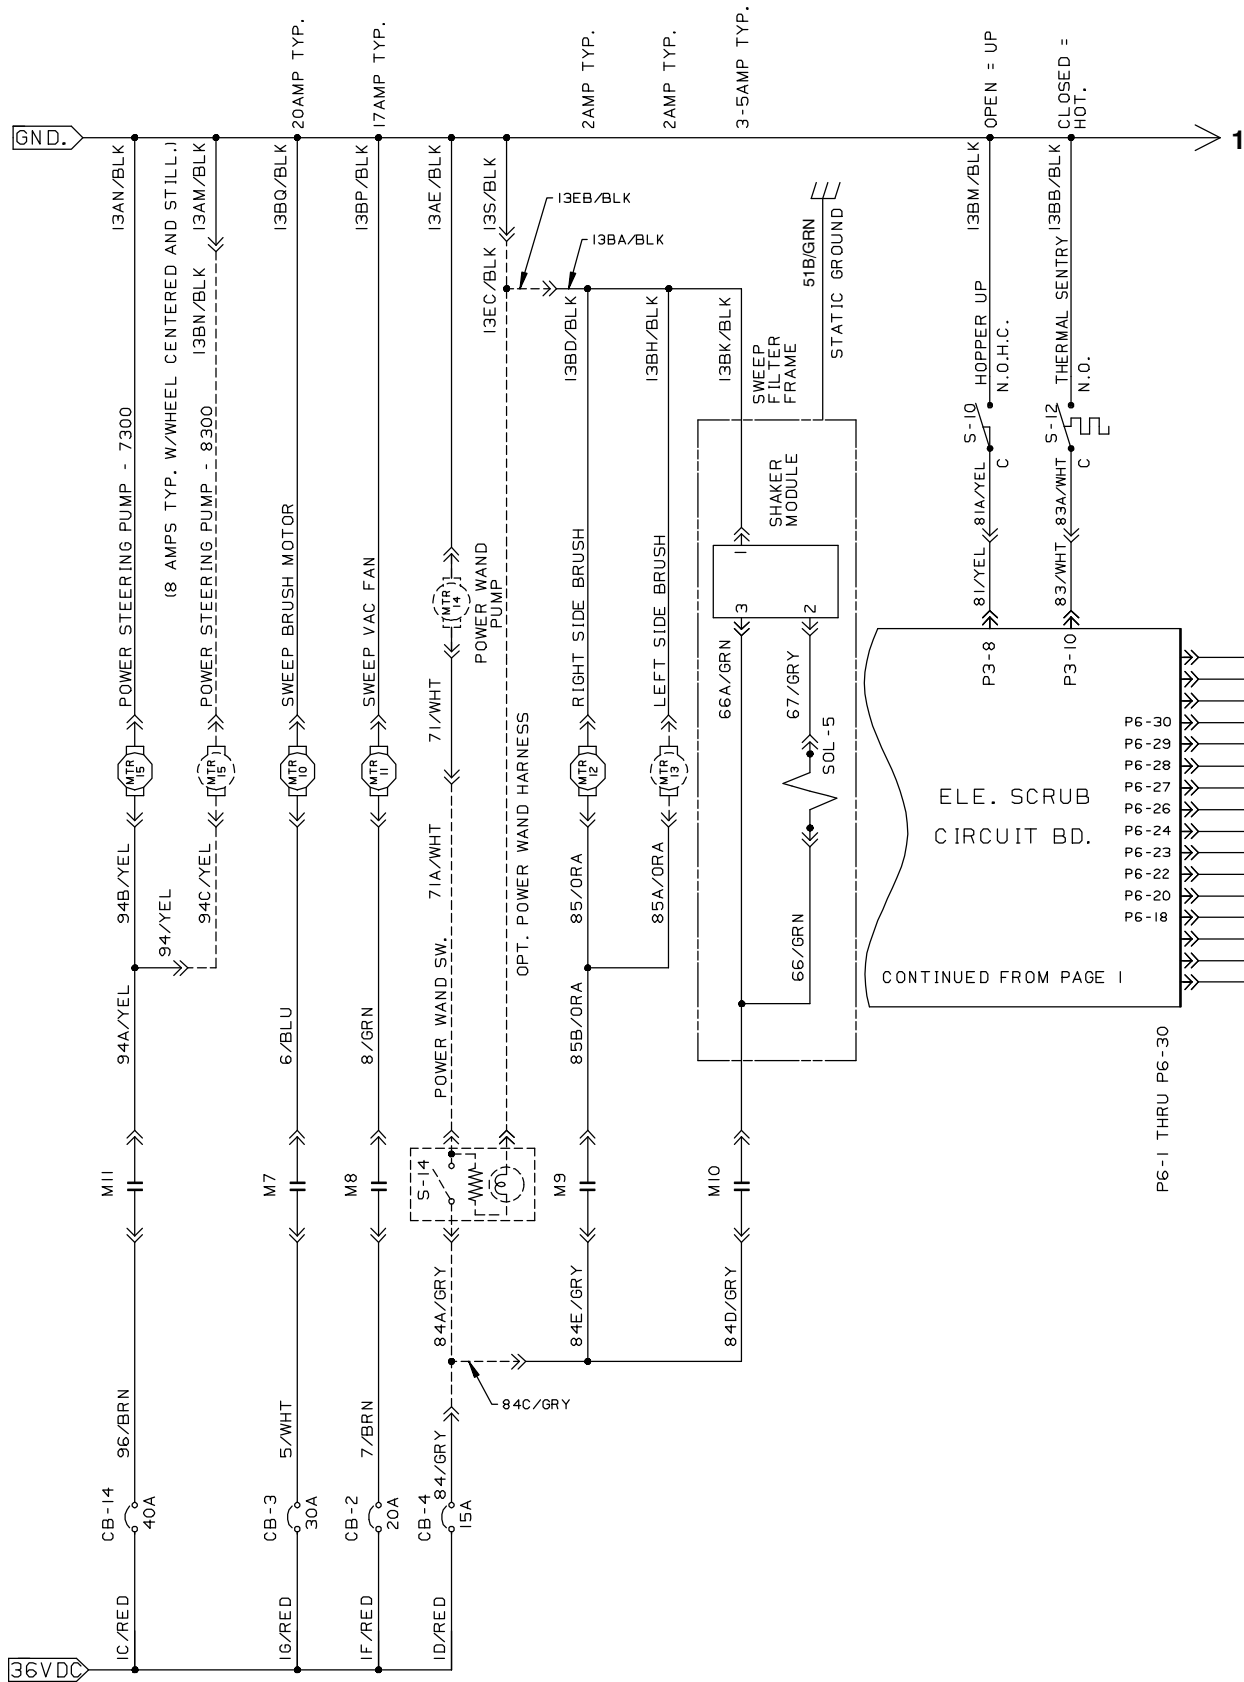 GND.
13AN/BLK
POWER STEERING PUMP - 7300
MTR
15
94B/YEL
94A/YEL
M11
96/BRN
CB-14
40A
1C/RED
(8 AMPS TYP. W/WHEEL CENTERED AND STILL.)
13AM/BLK
13BN/BLK
POWER STEERING PUMP - 8300
MTR
15
94C/YEL
94/YEL
20AMP TYP.
13BQ/BLK
SWEEP BRUSH MOTOR
MTR
10
6/BLU
M7
5/WHT
CB-3
30A
1G/RED
17AMP TYP.
13BP/BLK
SWEEP VAC FAN
MTR
11
8/GRN
M8
7/BRN
CB-2
20A
1F/RED
13AE/BLK
MTR
14
POWER WAND
PUMP
71/WHT
71A/WHT
POWER WAND SW.
S-14
84A/GRY
84C/GRY
84/GRY
CB-4
15A
1D/RED
36VDC
13S/BLK
13EC/BLK
13EB/BLK
13BA/BLK
OPT. POWER WAND HARNESS
2AMP TYP.
13BD/BLK
RIGHT SIDE BRUSH
MTR
12
85/ORA
85B/ORA
M9
84E/GRY
2AMP TYP.
13BH/BLK
LEFT SIDE BRUSH
MTR
13
85A/ORA
3-5AMP TYP.
13BK/BLK
SWEEP
FILTER
FRAME
SHAKER
MODULE
1
3
2
66A/GRN
67/GRY
SOL-5
66/GRN
M10
84D/GRY
51B/GRN
STATIC GROUND
OPEN = UP
13BM/BLK
HOPPER UP
N.O.H.C.
S-10
C
81A/YEL
81/YEL
P3-8
CLOSED =
HOT.
13BB/BLK
THERMAL SENTRY
N.O.
S-12
C
83A/WHT
83/WHT
P3-10
1
ELE. SCRUB
CIRCUIT BD.
CONTINUED FROM PAGE 1
P6-30
P6-29
P6-28
P6-27
P6-26
P6-24
P6-23
P6-22
P6-20
P6-18
P6-1 THRU P6-30